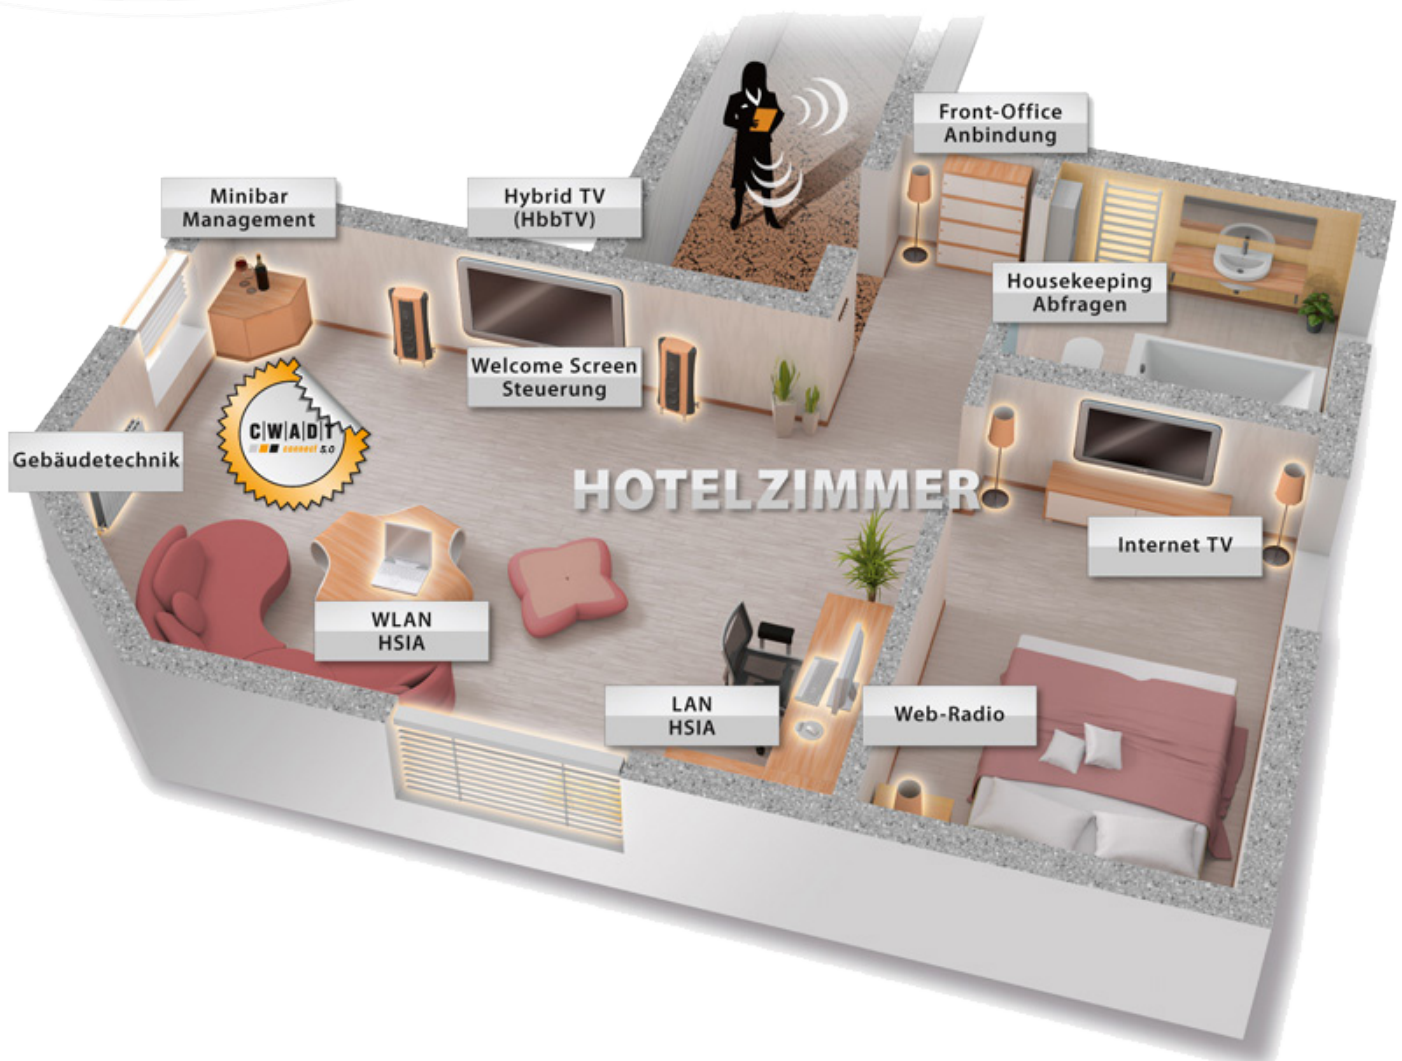 Front-Office
Anbindung
Minibar
Management
Hybrid TV
(HbbTV)
Housekeeping
Abfragen
Welcome Screen
Steuerung
C|W|A|D|T
connect 5.0
Gebäudetechnik
HOTELZIMMER
Internet TV
WLAN
HSIA
LAN
HSIA
Web-Radio